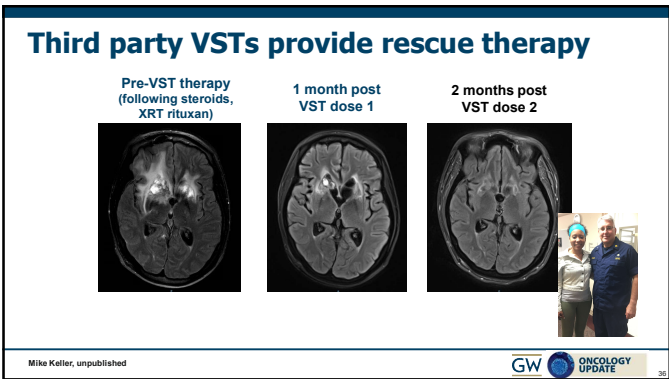 Third party VSTs provide rescue therapy
Pre-VST therapy
(following steroids,
XRT rituxan)
1 month post
VST dose 1
2 months post
VST dose 2
Mike Keller, unpublished
GW
ONCOLOGY
UPDATE
36